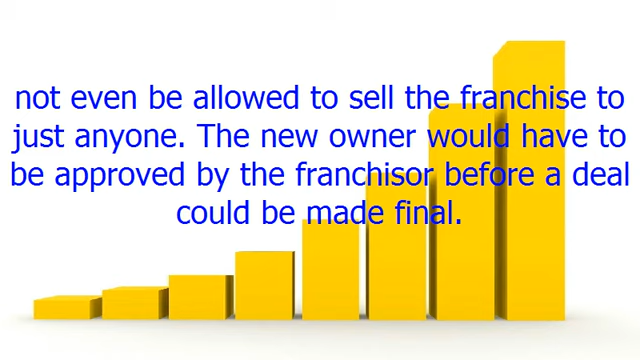 not even be allowed to sell the franchise to
just anyone. The new owner would have to
be approved by the franchisor before a deal
could be made final.